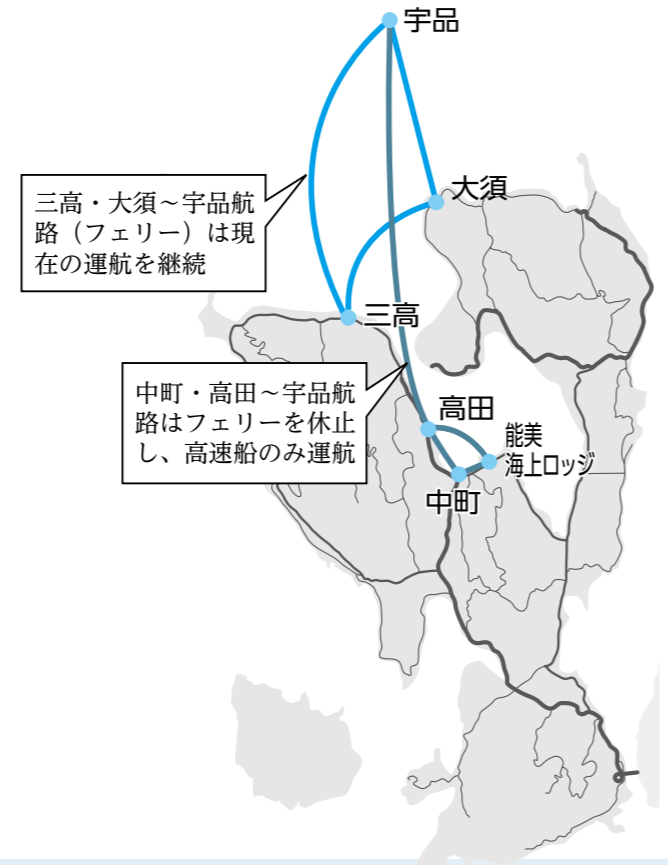 宇品
大須
三高・大須～宇品航
路（フェリー）は現
在の運航を継続
三高
中町・高田～宇品航
路はフェリーを休止
し、高速船のみ運航
高田
能美
海上ロッジ
中町